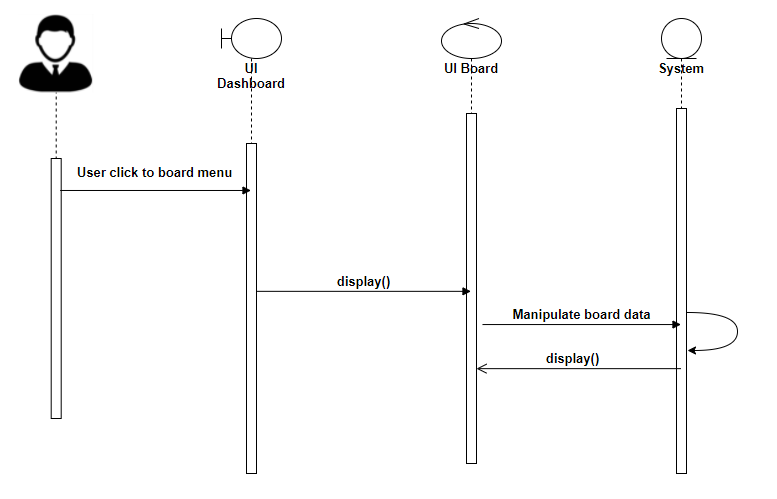 UI
Dashboard
UI Board
System
User click to board menu
display()
Manipulate board data
display()